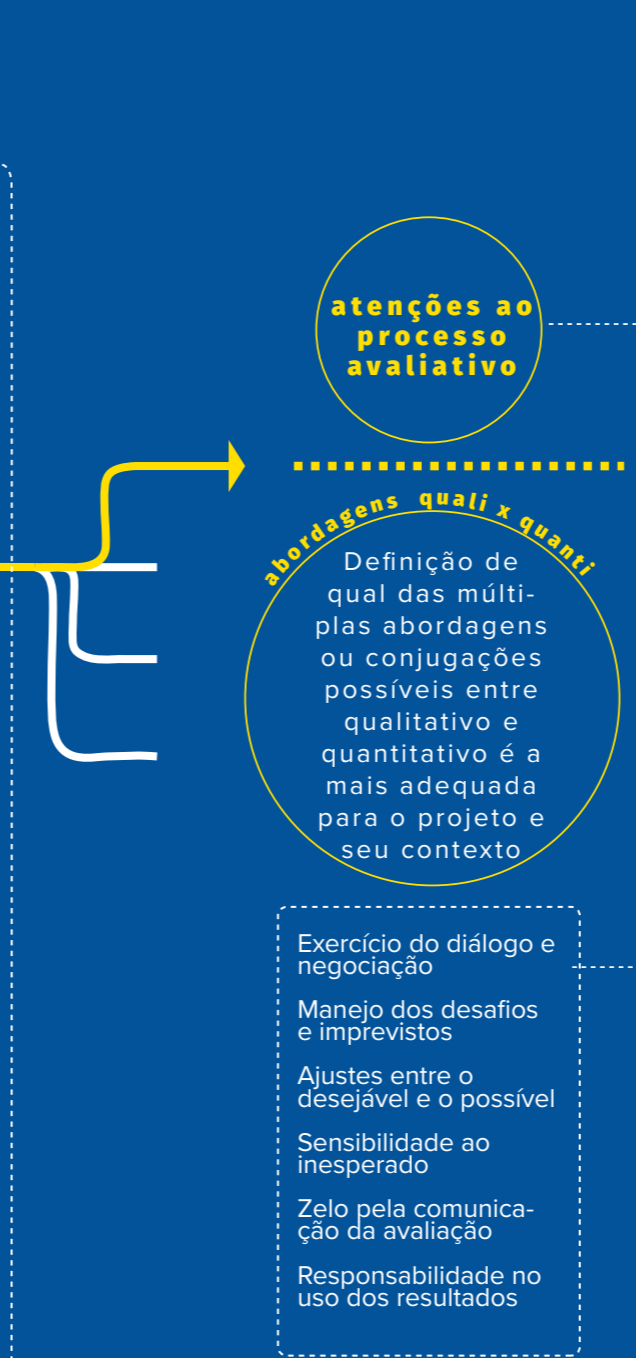 atenções ao
processo
avaliativo
abordagens quali x quanti
Definição de
qual das múlti-
plas abordagens
ou conjugações
possíveis entre
qualitativo e
quantitativo é a
mais adequada
para o projeto e
seu contexto
Exercício do diálogo e
negociação
Manejo dos desafios
e imprevistos
Ajustes entre o
desejável e o possível
Sensibilidade ao
inesperado
Zelo pela comunica-
ção da avaliação
Responsabilidade no
uso dos resultados